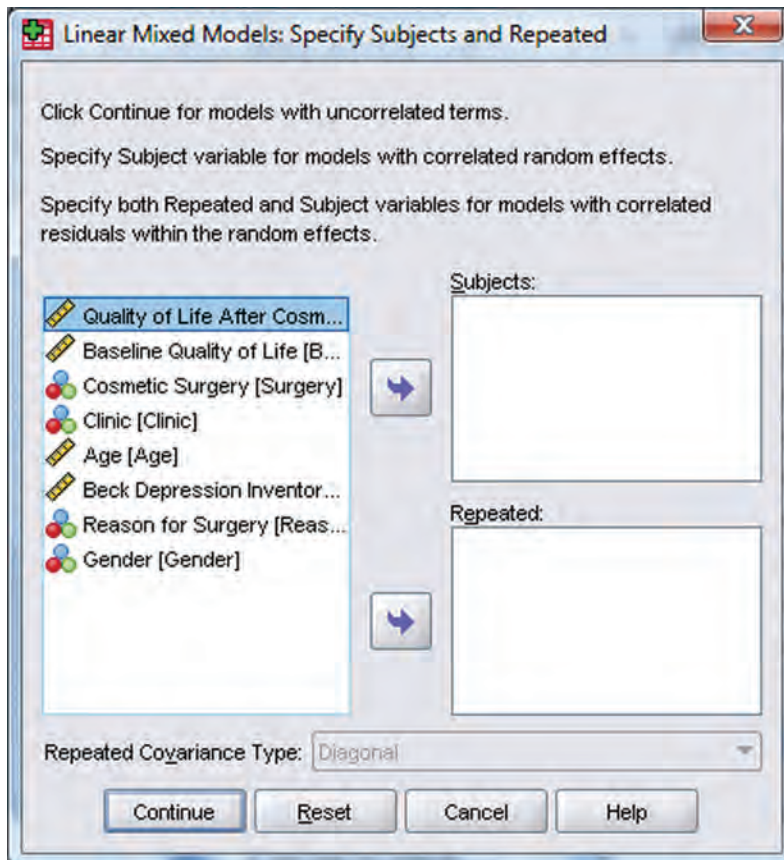 Linear Mixed Models: Specify Subjects and Repeated
Click Continue for models with uncorrelated terms.
Specify Subject variable for models with correlated random effects.
Specify both Repeated and Subject variables for models with correlated
residuals within the random effects.
Subjects:
Quality of Life After Cosm...
Baseline Quality of Life [B...
Cosmetic Surgery [Surgery]
Clinic [Clinic]
Age [Age]
Beck Depression Inventor...
Reason for Surgery [Reas...
Gender [Gender]
Repeated:
Repeated Covariance Type: Diagonal
Continue Reset Cancel Help